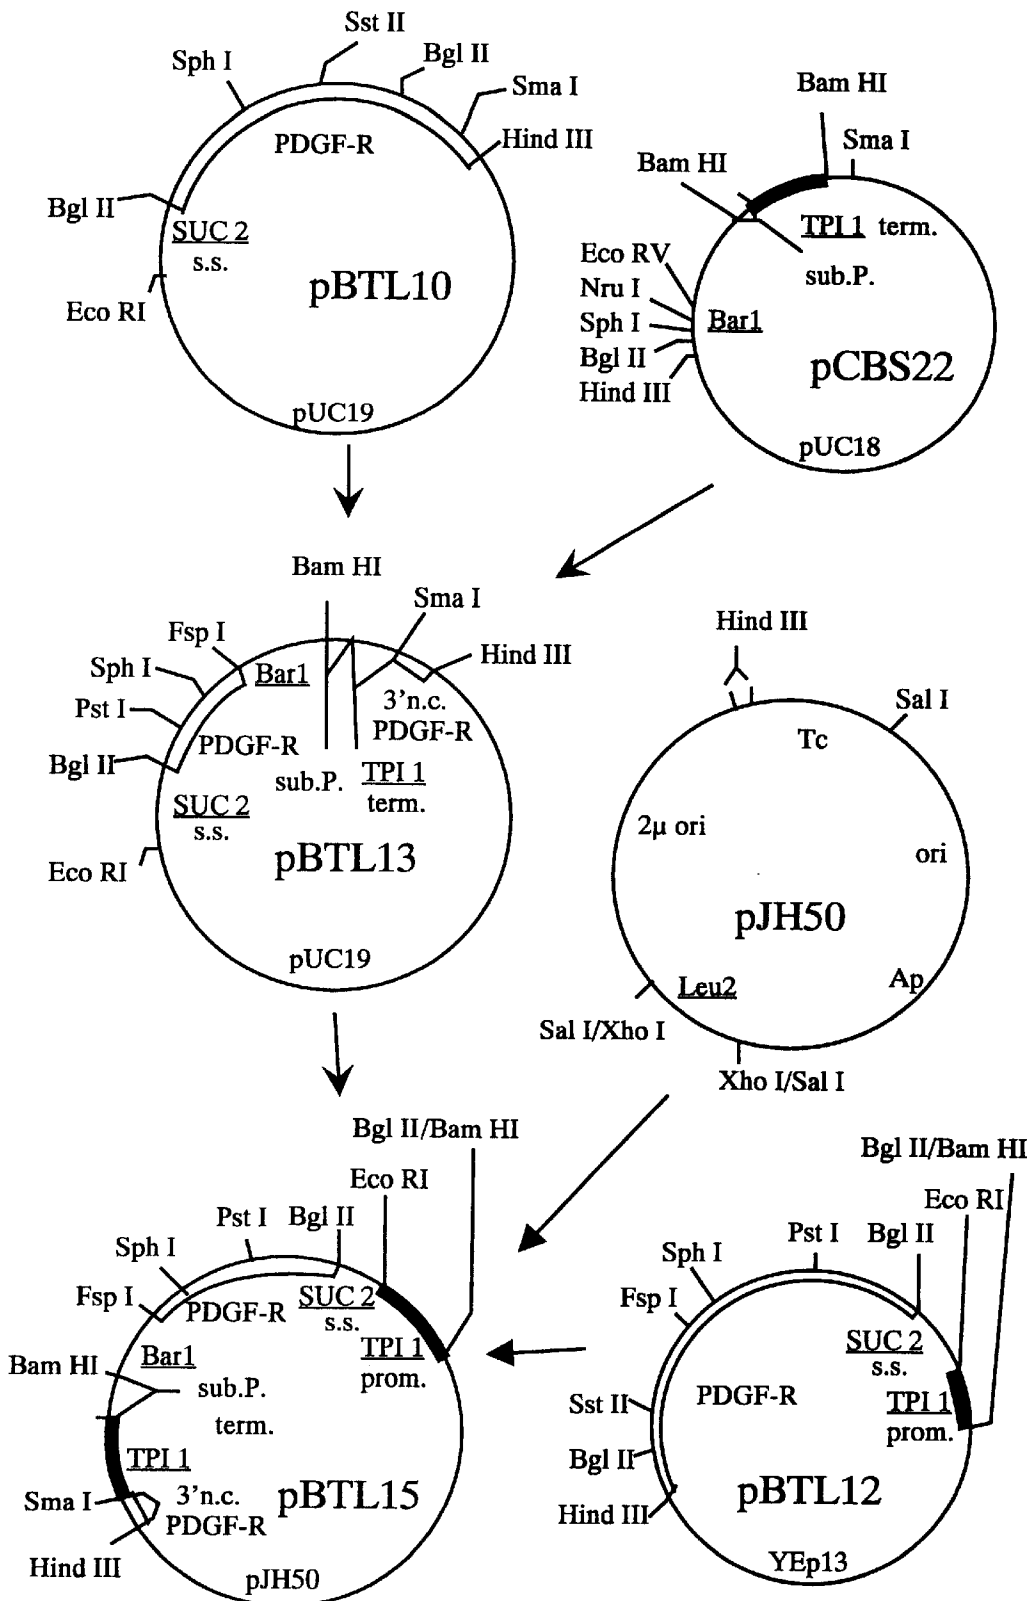 Sst II
Sph I
Bgl II
Sma I
PDGF-R
Hind III
Bgl II
SUC 2
s.s.
Eco RI
pBTL10
pUC19
Bam HI
Bam HI
Sma I
TPI 1 term.
sub.P.
Eco RV
Nru I
Sph I
Bgl II
Hind III
Bar1
pCBS22
pUC18
Bam HI
Sma I
Fsp I
Hind III
Sph I
Bar1
Pst I
3'n.c.
PDGF-R
PDGF-R
Bgl II
sub.P.
TPI 1
term.
SUC 2
s.s.
Eco RI
pBTL13
pUC19
Hind III
Sal I
Tc
2µ ori
ori
pJH50
Leu2
Ap
Sal I/Xho I
Xho I/Sal I
Bgl II/Bam HI
Eco RI
Pst I
Bgl II
Sph I
Fsp I
PDGF-R
SUC 2
s.s.
TPI 1
prom.
Bar1
Bam HI
sub.P.
term.
TPI 1
Sma I
3'n.c.
PDGF-R
pBTL15
Hind III
pJH50
Bgl II/Bam HI
Eco RI
Pst I
Bgl II
Sph I
Fsp I
SUC 2
s.s.
PDGF-R
TPI 1
prom.
Sst II
Bgl II
Hind III
pBTL12
YEp13